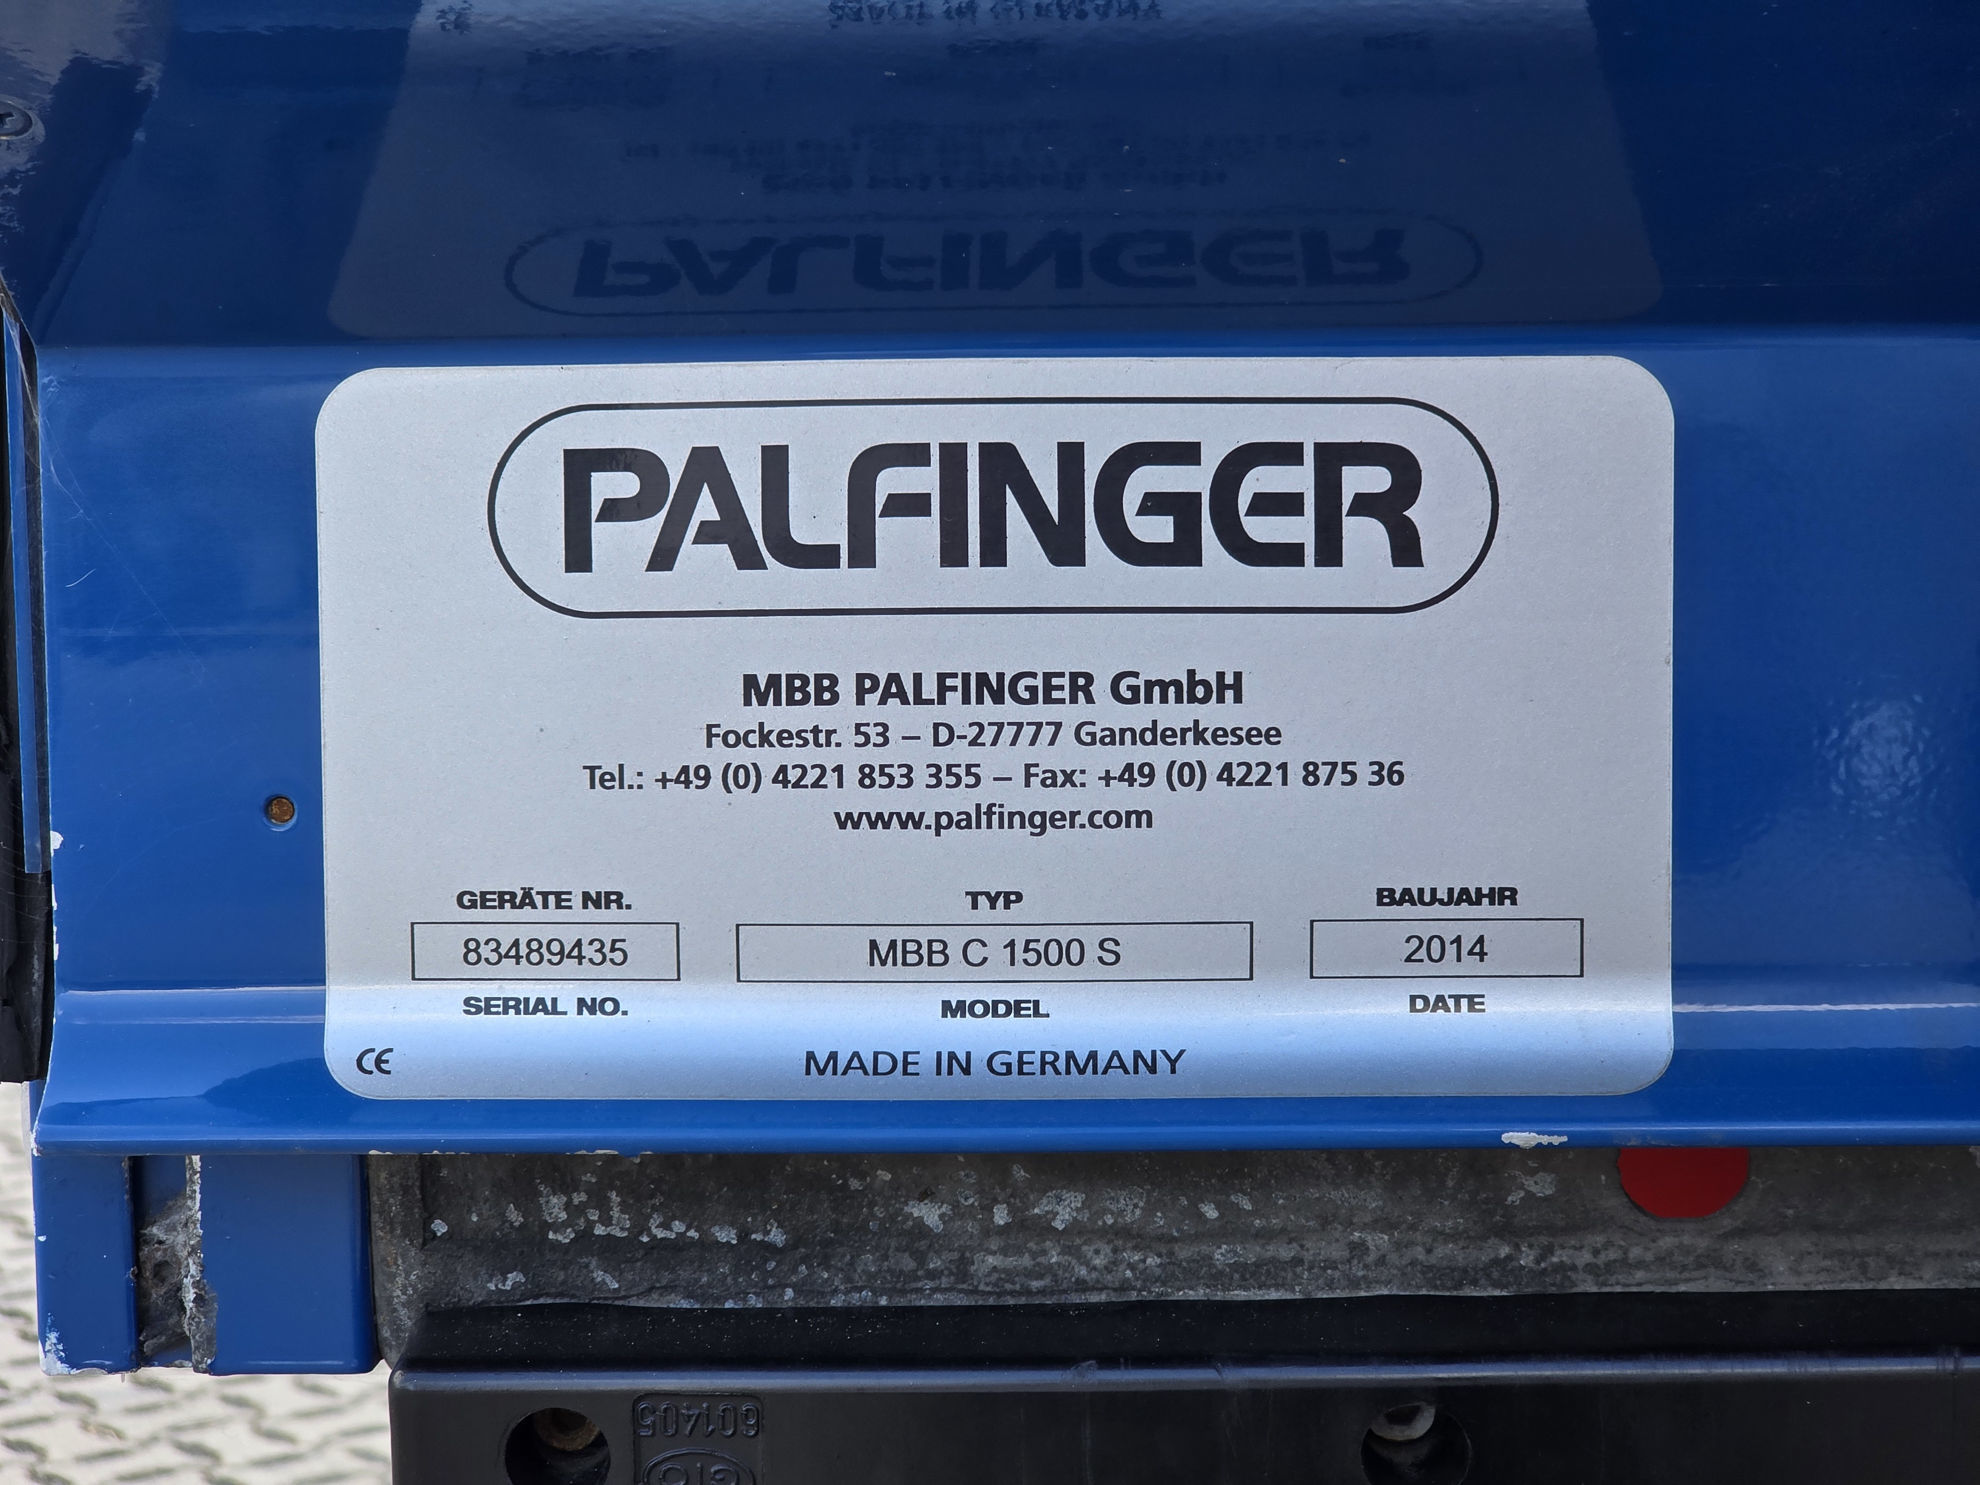 PALFINGER
MBB PALFINGER GmbH
Fockestr. 53 – D-27777 Ganderkesee
Tel.: +49 (0) 4221 853 355 – Fax: +49 (0) 4221 875 36
www.palfinger.com
GERÄTE NR. TYP BAUJAHR
83489435 MBB C 1500 S 2014
SERIAL NO. MODEL DATE
CE MADE IN GERMANY
601405